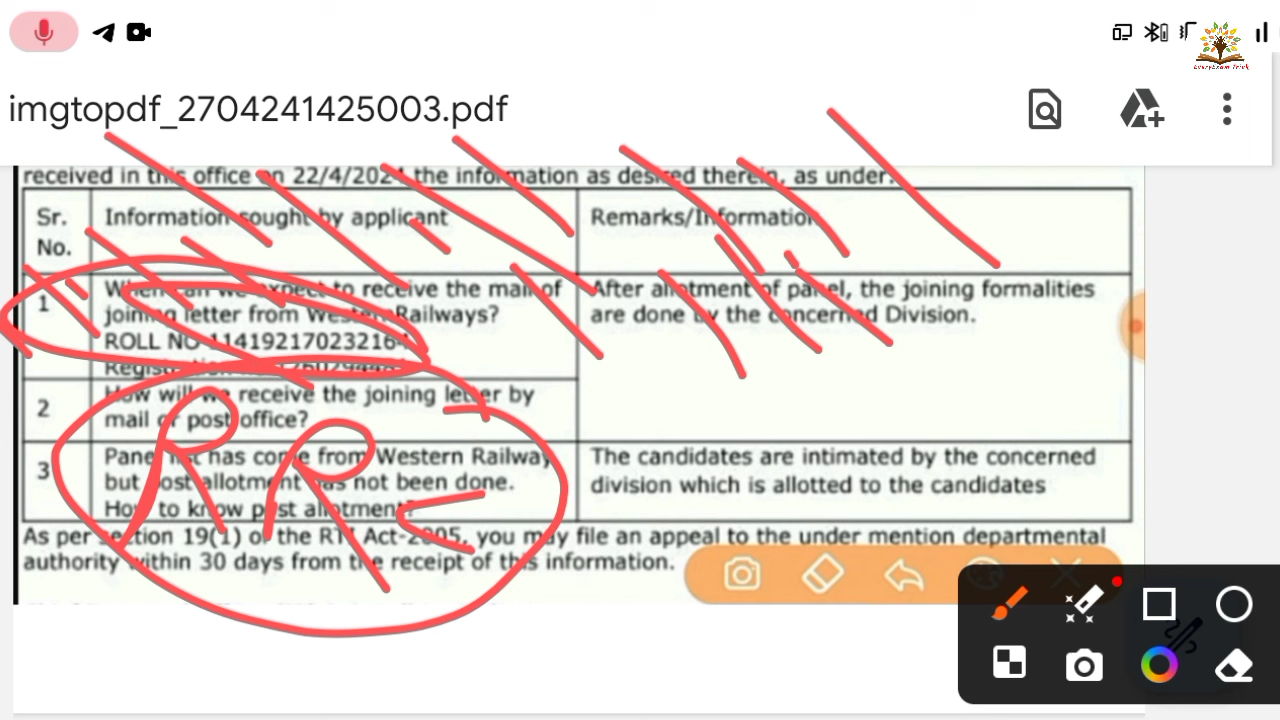 EveryExam Trick
imgtopdf_2704241425003.pdf
received in this office on 22/4/2024 the information as desired therein, as under.
Sr.
No.
Information sought by applicant
Remarks/Information
1
When can we expect to receive the mail of
joining letter from Western Railways?
ROLL NO
After allotment of panel, the joining formalities
are done by the concerned Division.
2
How will we receive the joining letter by
mail or post office?
3
Panel list has come from Western Railway
but post allotment has not been done.
How to know post allotment?
The candidates are intimated by the concerned
division which is allotted to the candidates
As per section 19(1) of the RTI Act-2005, you may file an appeal to the under mention departmental
authority within 30 days from the receipt of this information.
RRC